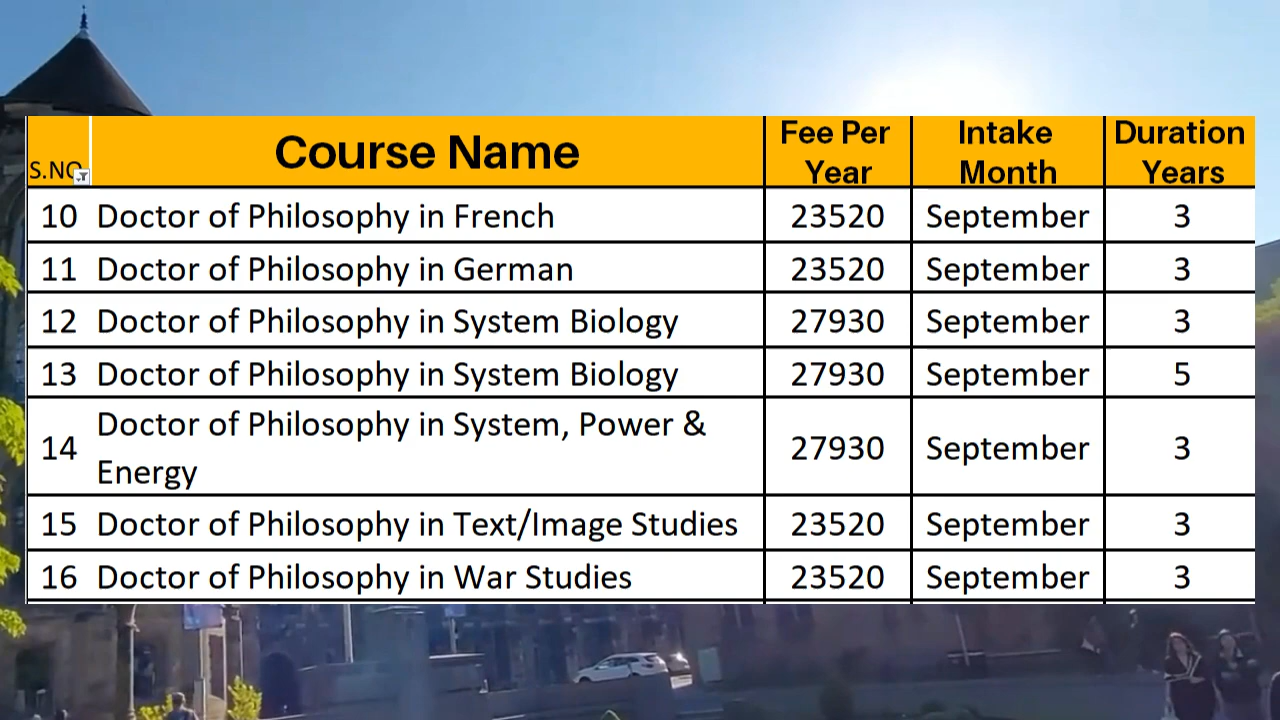 S.NO Course Name Fee Per Year Intake Month Duration Years
10 Doctor of Philosophy in French 23520 September 3
11 Doctor of Philosophy in German 23520 September 3
12 Doctor of Philosophy in System Biology 27930 September 3
13 Doctor of Philosophy in System Biology 27930 September 5
14 Doctor of Philosophy in System, Power &
Energy 27930 September 3
15 Doctor of Philosophy in Text/Image Studies 23520 September 3
16 Doctor of Philosophy in War Studies 23520 September 3